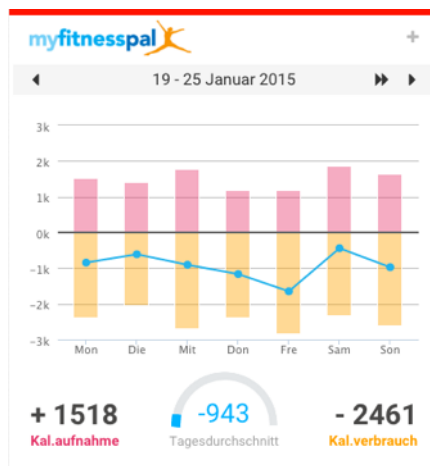 myfitnesspal
+
19 - 25 Januar 2015
3k
2k
1k
0k
-1k
-2k
-3k
Mon Die Mit Don Fre Sam Son
+ 1518 -943 - 2461
Kal.aufnahme Tagesdurchschnitt Kal.verbrauch